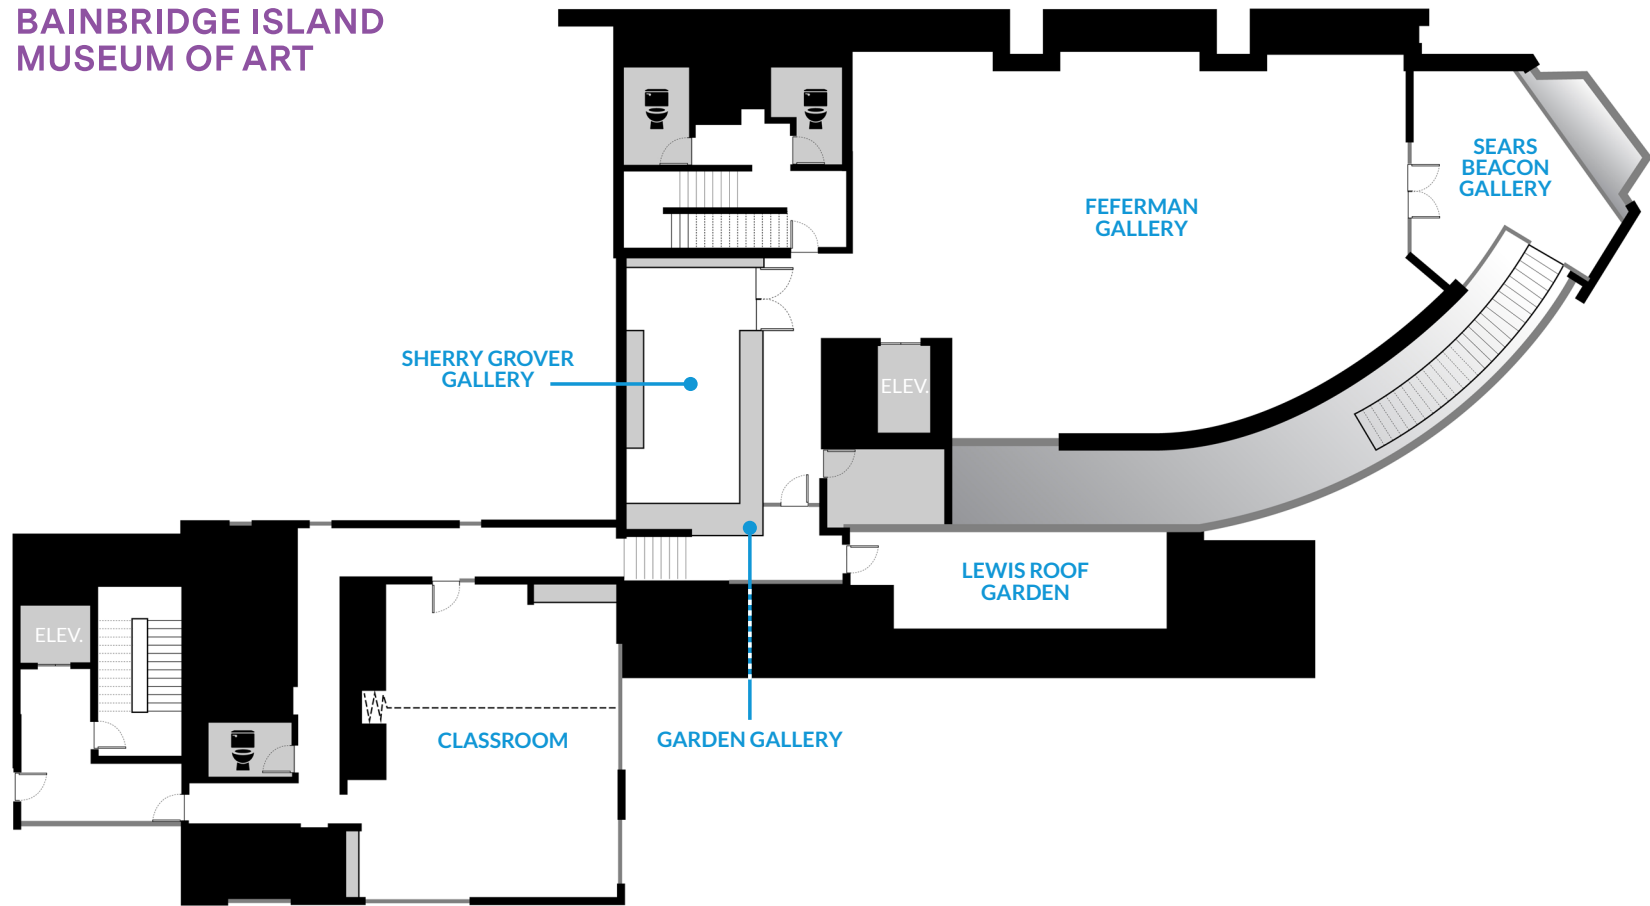 BAINBRIDGE ISLAND
MUSEUM OF ART
SEARS
BEACON
GALLERY
FEFERMAN
GALLERY
SHERRY GROVER
GALLERY
ELEV.
LEWIS ROOF
GARDEN
ELEV.
CLASSROOM
GARDEN GALLERY